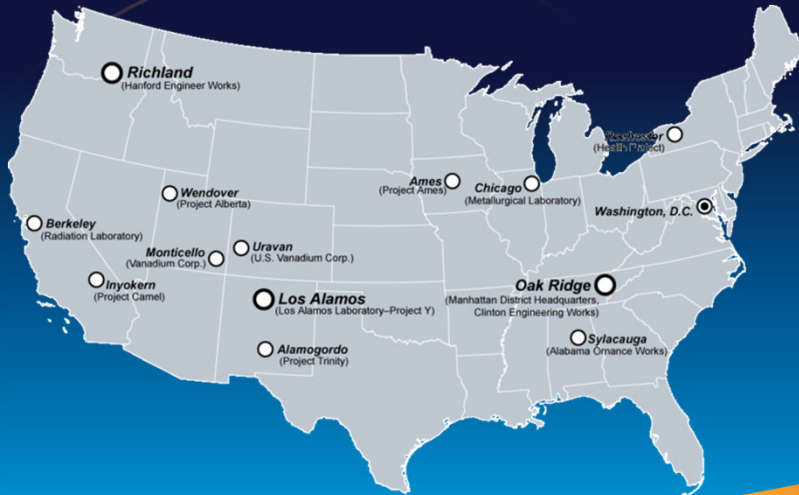 Richland
(Hanford Engineer Works)
(Health Project)
Ames
(Project Ames)
Chicago
(Metallurgical Laboratory)
Wendover
(Project Alberta)
Washington, D.C.
Berkeley
(Radiation Laboratory)
Monticello
(Vanadium Corp.)
Uravan
(U.S. Vanadium Corp.)
Inyokern
(Project Camel)
Oak Ridge
(Manhattan District Headquarters,
Clinton Engineering Works)
Los Alamos
(Los Alamos Laboratory–Project Y)
Sylacauga
(Alabama Ornance Works)
Alamogordo
(Project Trinity)